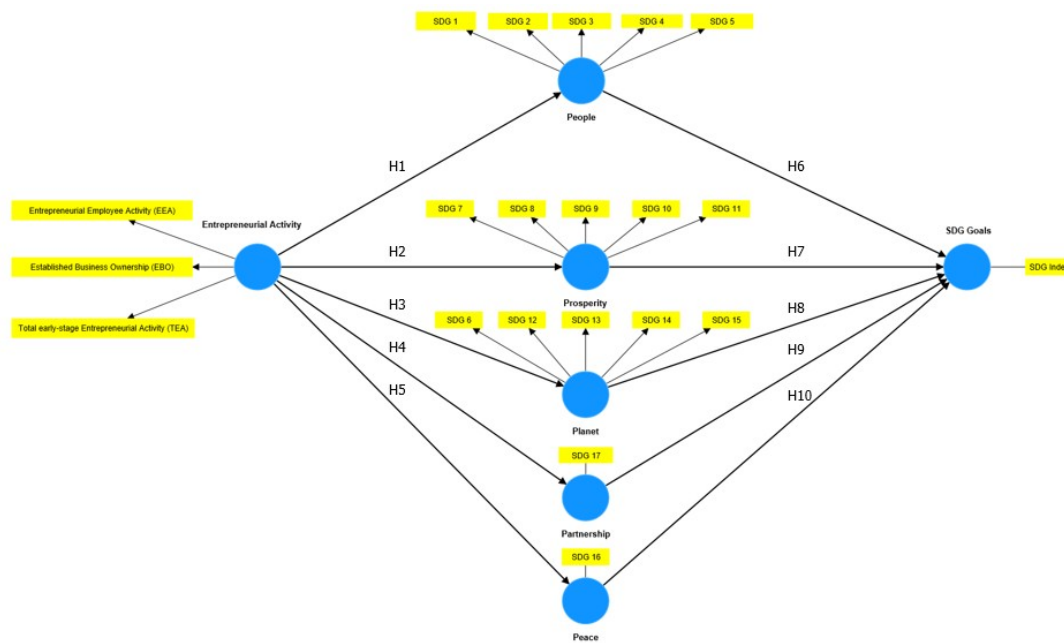 SDG 1
SDG 2
SDG 3
SDG 4
SDG 5
People
H1
H6
Entrepreneurial Employee Activity (EEA)
Entrepreneurial Activity
SDG 7
SDG 8
SDG 9
SDG 10
SDG 11
SDG Goals
Established Business Ownership (EBO)
H2
H7
SDG Inde
Prosperity
H3
H8
Total early-stage Entrepreneurial Activity (TEA)
SDG 6
SDG 12
SDG 13
SDG 14
SDG 15
H4
H9
H5
H10
Planet
SDG 17
Partnership
SDG 16
Peace